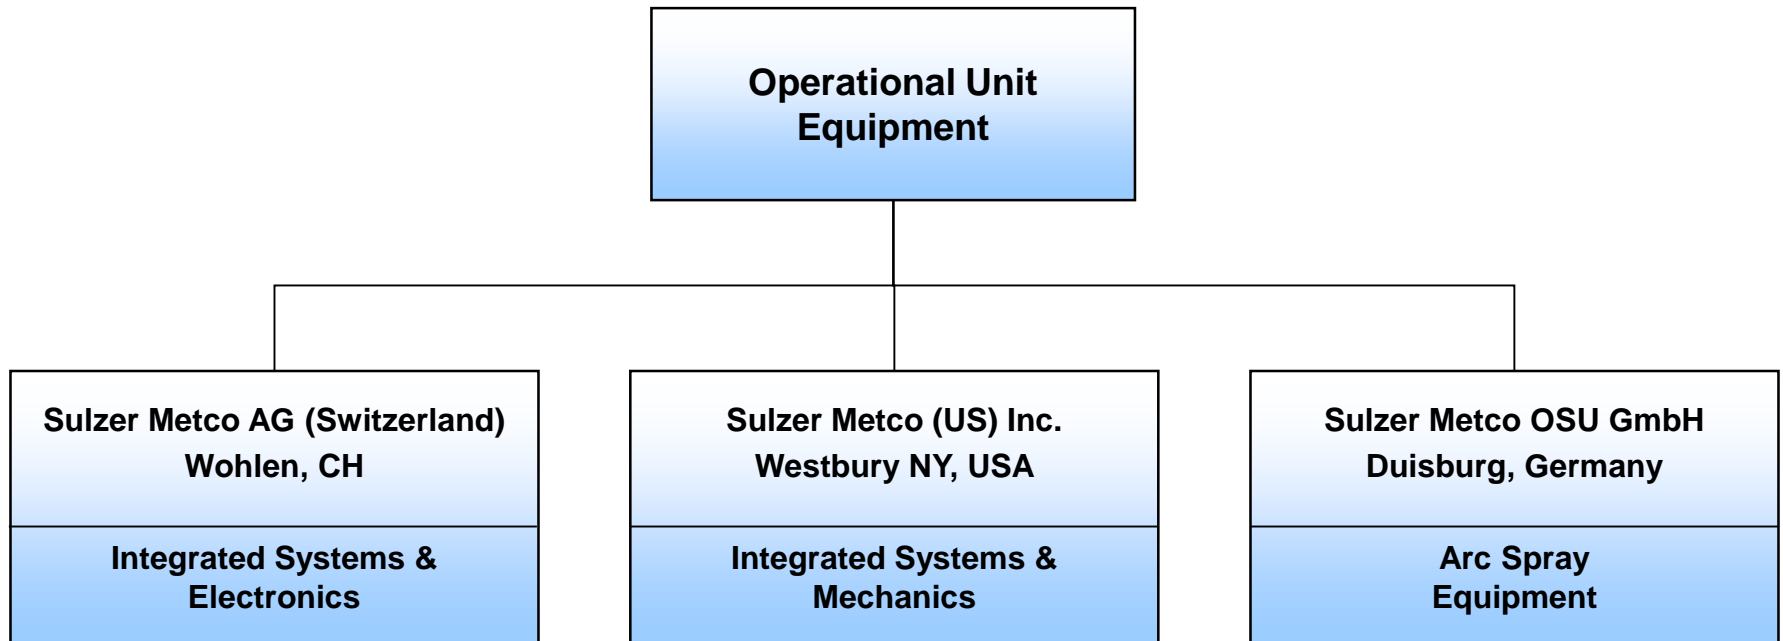 Operational Unit
Equipment
Sulzer Metco AG (Switzerland)
Wohlen, CH
Integrated Systems &
Electronics
Sulzer Metco (US) Inc.
Westbury NY, USA
Integrated Systems &
Mechanics
Sulzer Metco OSU GmbH
Duisburg, Germany
Arc Spray
Equipment